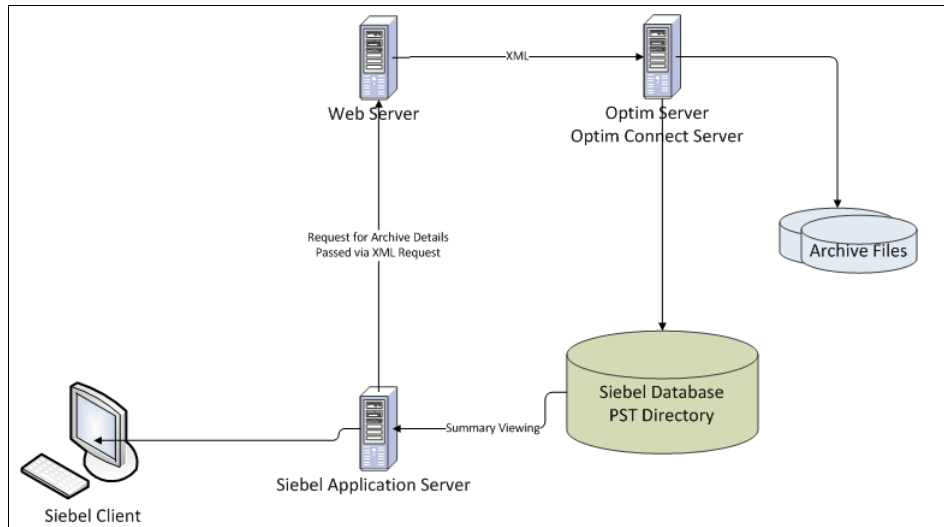 XML
Web Server
Optim Server
Optim Connect Server
Request for Archive Details
Passed via XML Request
Archive Files
Siebel Database
PST Directory
Summary Viewing
Siebel Application Server
Siebel Client